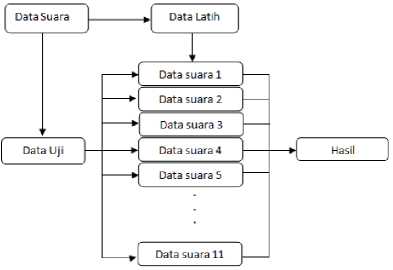 Data Suara
Data Latih
Data suara 1
Data suara 2
Data suara 3
Data Uji
Data suara 4
Hasil
Data suara 5
.
.
.
Data suara 11